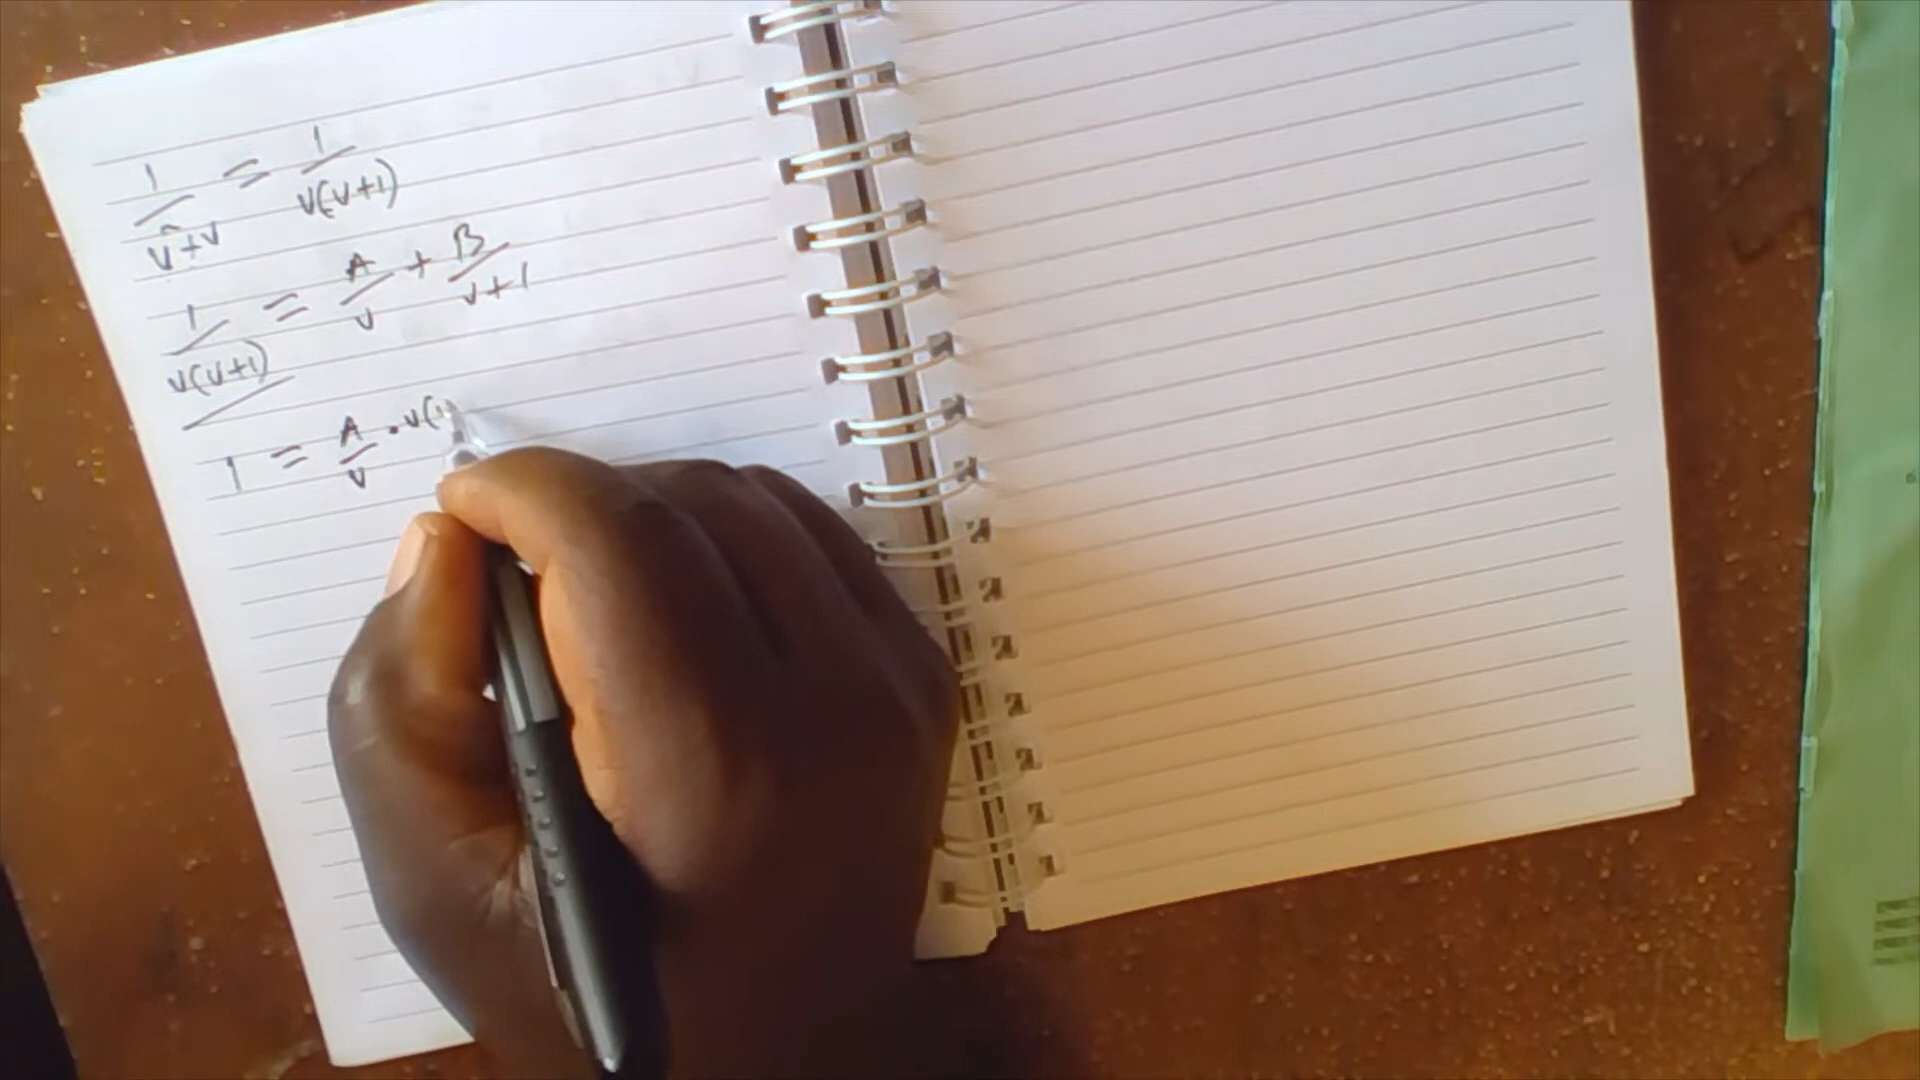 1/(v²+v) = 1/(v(v+1))
1/(v(v+1)) = A/v + B/(v+1)
1 = A/v · v(